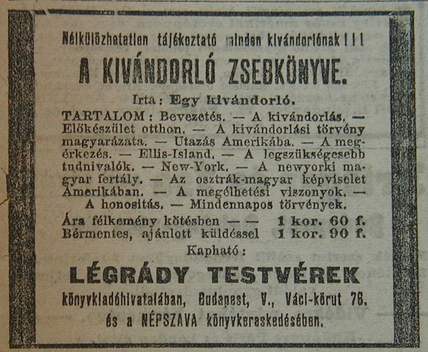 Nélkülözhetetlen tájékoztató minden kivándorlónak!!!
A KIVÁNDORLÓ ZSEBKÖNYVE.
Irta: Egy kivándorló.
TARTALOM: Bevezetés. — A kivándorlás. —
Előkészület otthon. — A kivándorlási törvény
magyarázata. — Utazás Amerikába. — A meg-
érkezés. — Ellis-Island. — A legszükségesebb
tudnivalók. — New-York. — A newyorki ma-
gyar fertály. — Az osztrák-magyar képviselet
Amerikában. — A megélhetési viszonyok. —
A honositás. — Mindennapos törvények.
Ára félkemény kötésben — — 1 kor. 60 f.
Bérmentes, ajánlott küldéssel 1 kor. 90 f.
Kapható:
LÉGRÁDY TESTVÉREK
könyvkiadóhivatalában, Budapest, V., Váci-körut 78.
és a NÉPSZAVA könyvkereskedésében.